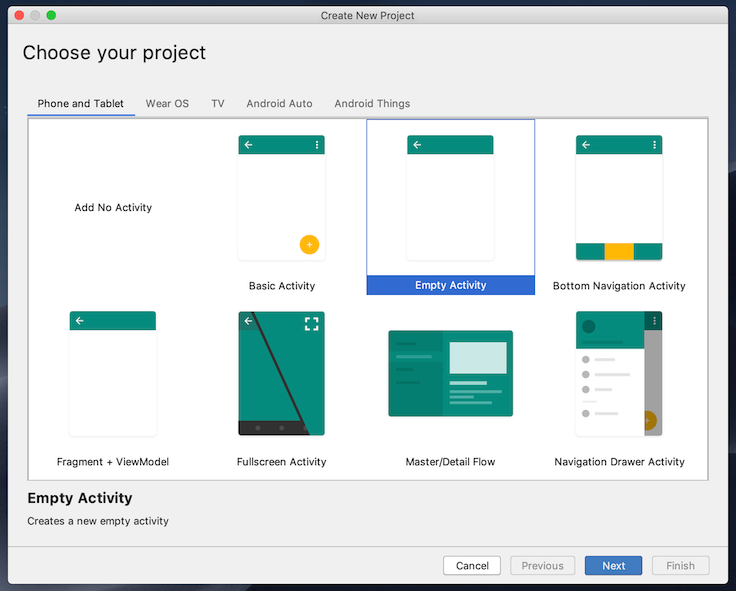 Create New Project
Choose your project
Phone and Tablet Wear OS TV Android Auto Android Things
Add No Activity
Basic Activity
Empty Activity
Bottom Navigation Activity
Fragment + ViewModel
Fullscreen Activity
Master/Detail Flow
Navigation Drawer Activity
Empty Activity
Creates a new empty activity
Cancel Previous Next Finish